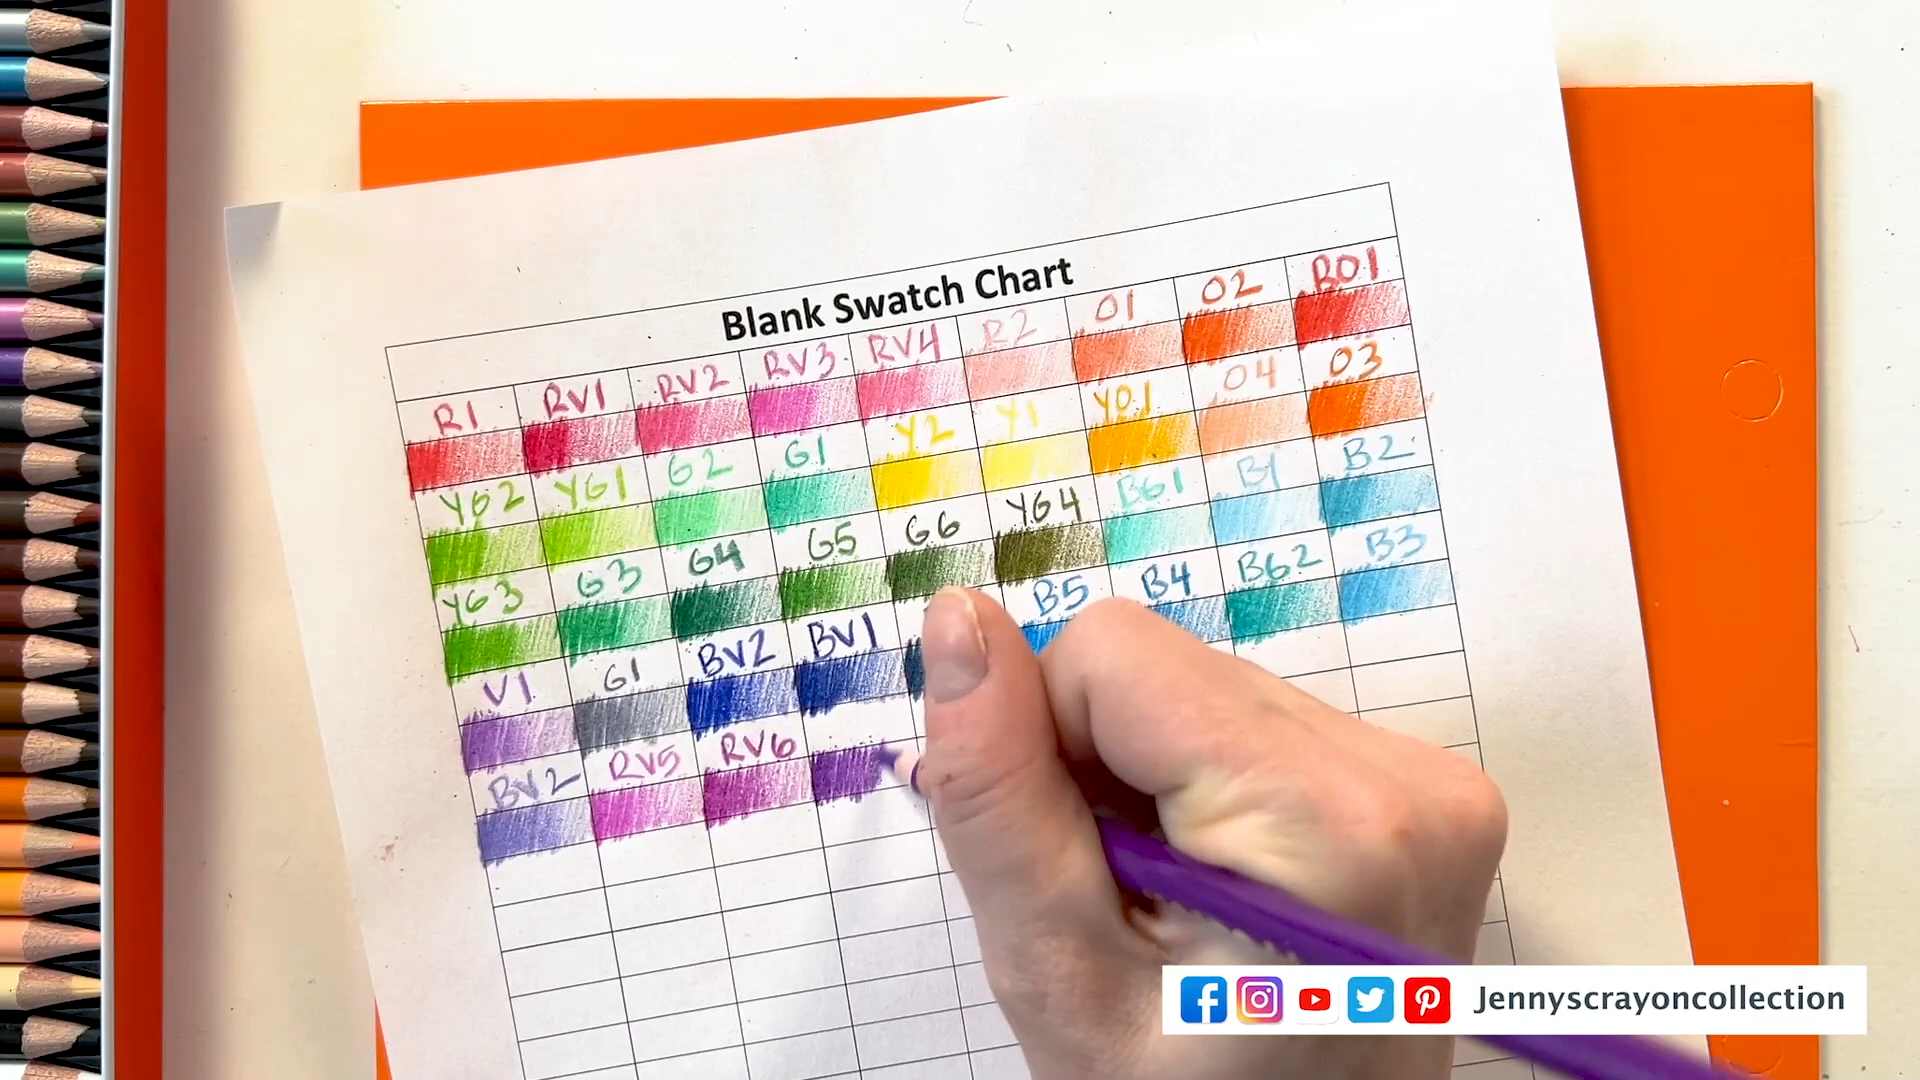 Blank Swatch Chart
R1 RV1 RV2 RV3 RV4 R2 O1 O2 RO1
YG2 YG1 G2 G1 Y2 Y1 YO1 O4 O3
YG3 G3 G4 G5 G6 YG4 BG1 B1 B2
V1 G1 BV2 BV1 B5 B4 BG2 B3
BV2 RV5 RV6
Jennyscrayoncollection